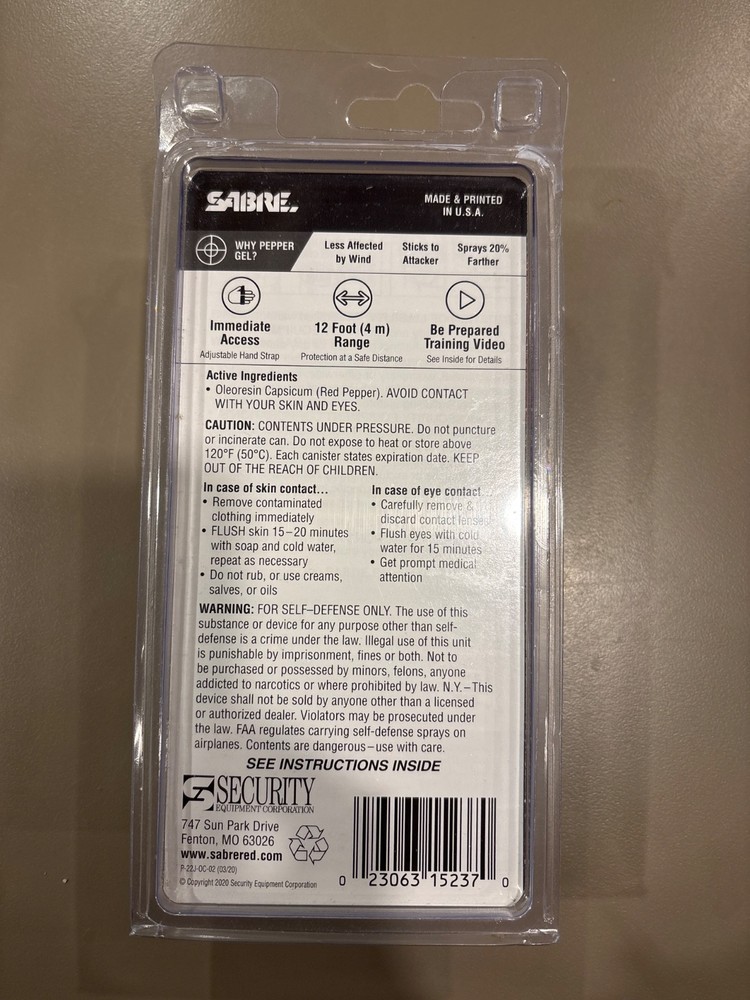 SABRE.
MADE & PRINTED
IN U.S.A.
WHY PEPPER
GEL?
Less Affected
by Wind
Sticks to
Attacker
Sprays 20%
Farther
Immediate
Access
Adjustable Hand Strap
12 Foot (4 m)
Range
Protection at a Safe Distance
Be Prepared
Training Video
See Inside for Details
Active Ingredients
• Oleoresin Capsicum (Red Pepper). AVOID CONTACT
WITH YOUR SKIN AND EYES.
CAUTION: CONTENTS UNDER PRESSURE. Do not puncture
or incinerate can. Do not expose to heat or store above
120°F (50°C). Each canister states expiration date. KEEP
OUT OF THE REACH OF CHILDREN.
In case of skin contact...
• Remove contaminated
clothing immediately
• FLUSH skin 15–20 minutes
with soap and cold water,
repeat as necessary
• Do not rub, or use creams,
salves, or oils
In case of eye contact...
• Carefully remove &
discard contact lenses
• Flush eyes with cold
water for 15 minutes
• Get prompt medical
attention
WARNING: FOR SELF–DEFENSE ONLY. The use of this
substance or device for any purpose other than self-
defense is a crime under the law. Illegal use of this unit
is punishable by imprisonment, fines or both. Not to
be purchased or possessed by minors, felons, anyone
addicted to narcotics or where prohibited by law. N.Y.–This
device shall not be sold by anyone other than a licensed
or authorized dealer. Violators may be prosecuted under
the law. FAA regulates carrying self-defense sprays on
airplanes. Contents are dangerous–use with care.
SEE INSTRUCTIONS INSIDE
SECURITY
EQUIPMENT CORPORATION
747 Sun Park Drive
Fenton, MO 63026
www.sabrered.com
P-22J-OC-02 (03/20)
© Copyright 2020 Security Equipment Corporation
0 23063 15237 0